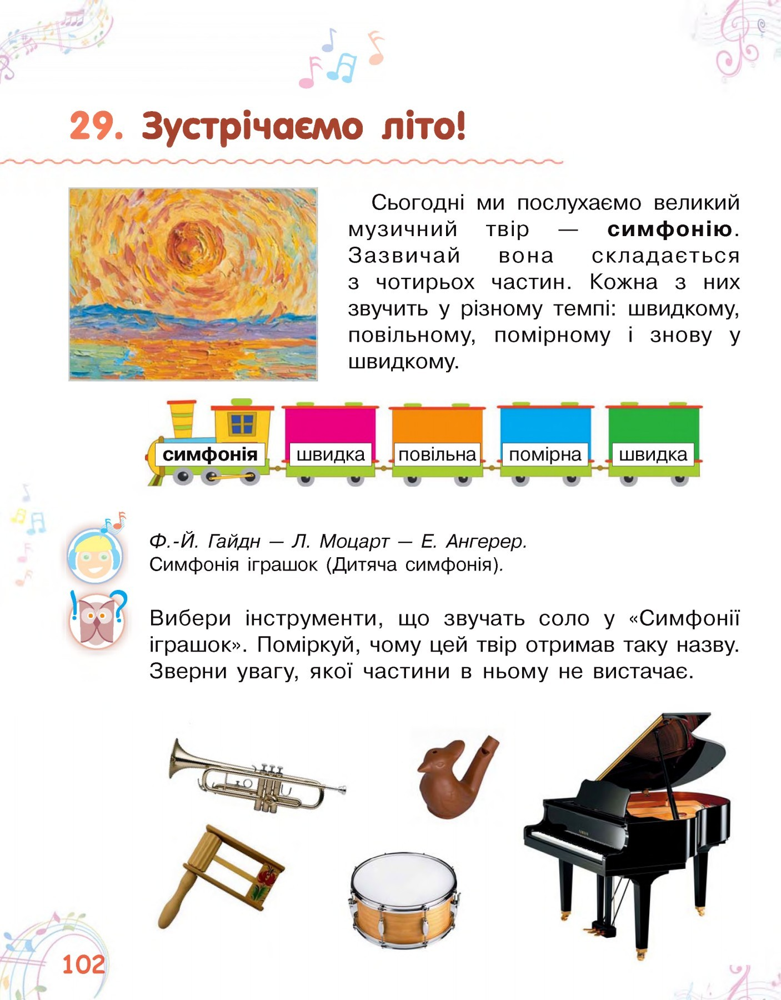 29. Зустрічаємо літо!
Сьогодні ми послухаємо великий
музичний твір — симфонію.
Зазвичай вона складається
з чотирьох частин. Кожна з них
звучить у різному темпі: швидкому,
повільному, помірному і знову у
швидкому.
симфонія швидка повільна помірна швидка
Ф.-Й. Гайдн — Л. Моцарт — Е. Ангерер.
Симфонія іграшок (Дитяча симфонія).
! ?
Вибери інструменти, що звучать соло у «Симфонії
іграшок». Поміркуй, чому цей твір отримав таку назву.
Зверни увагу, якої частини в ньому не вистачає.
YAMAHA
102